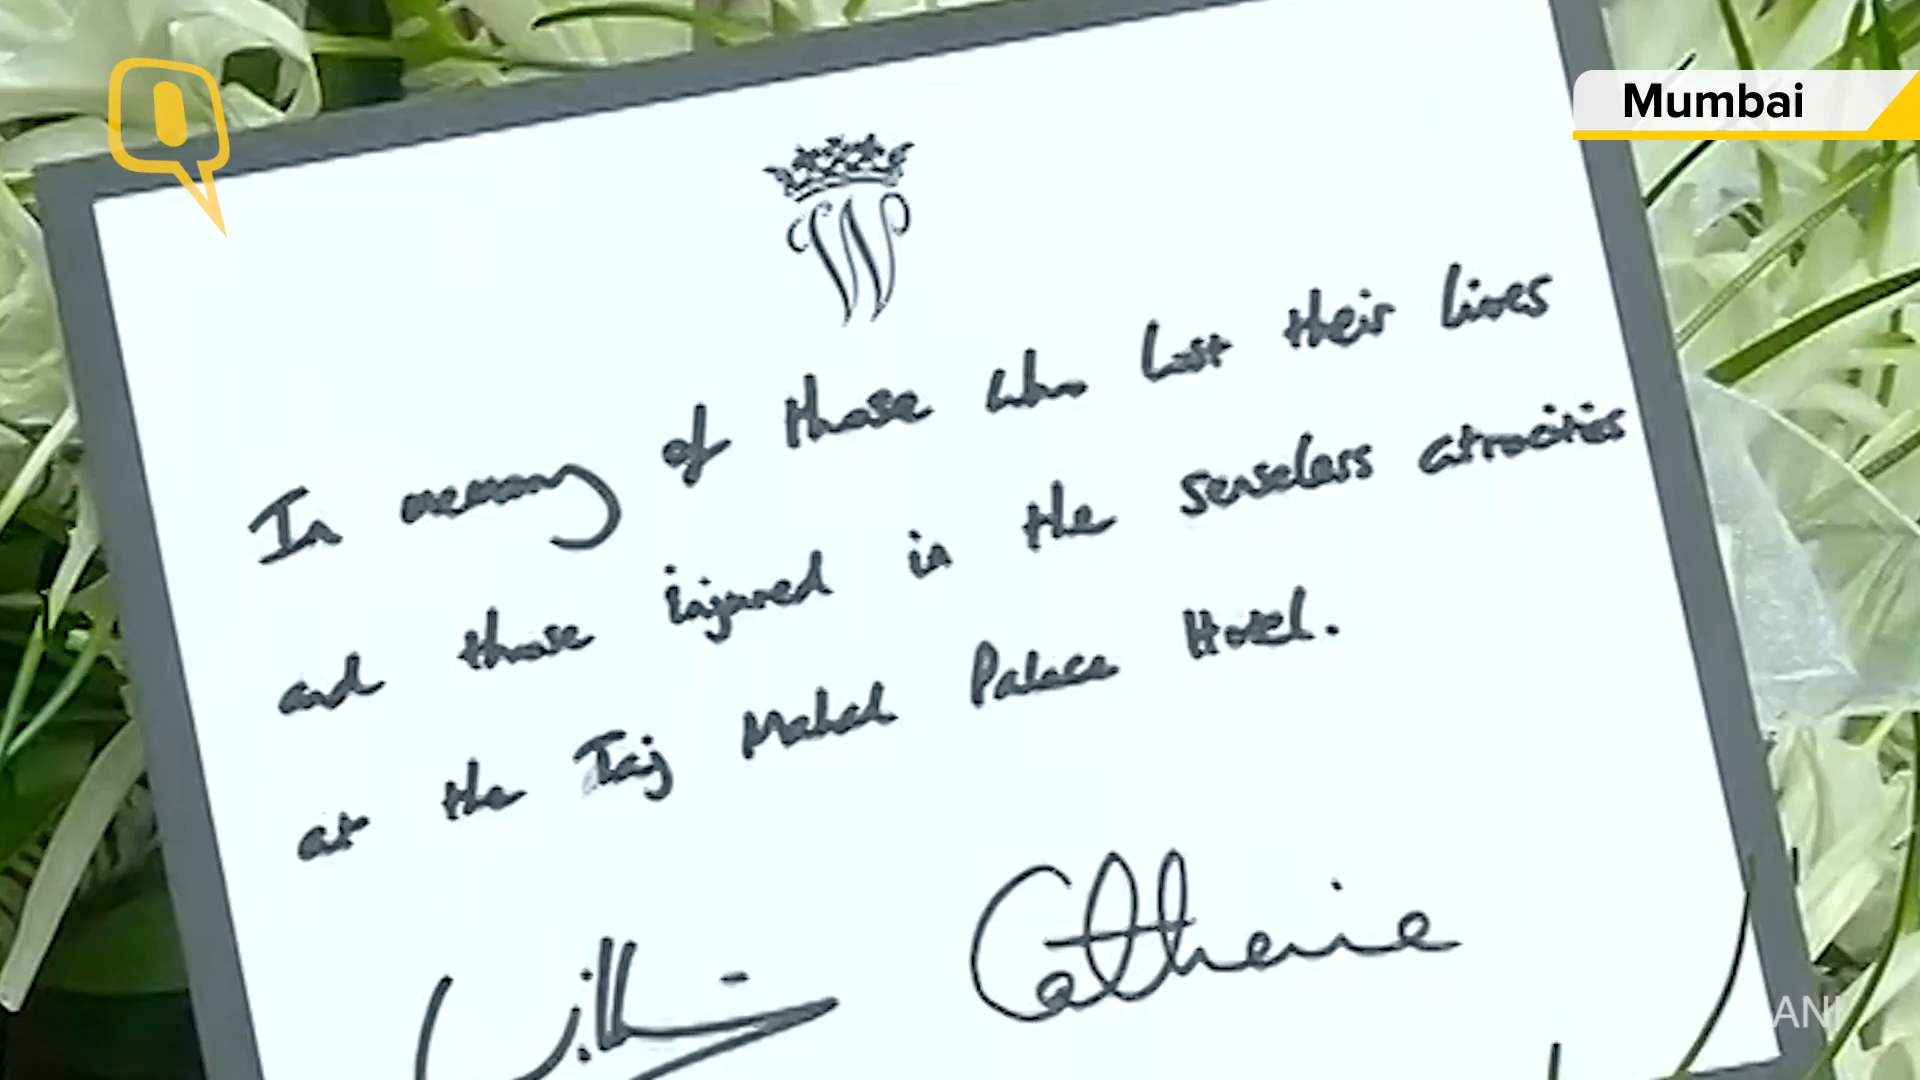 Mumbai
W
In memory of those who lost their lives
and those injured in the senseless atrocities
at the Taj Mahal Palace Hotel.
William Catherine
ANI